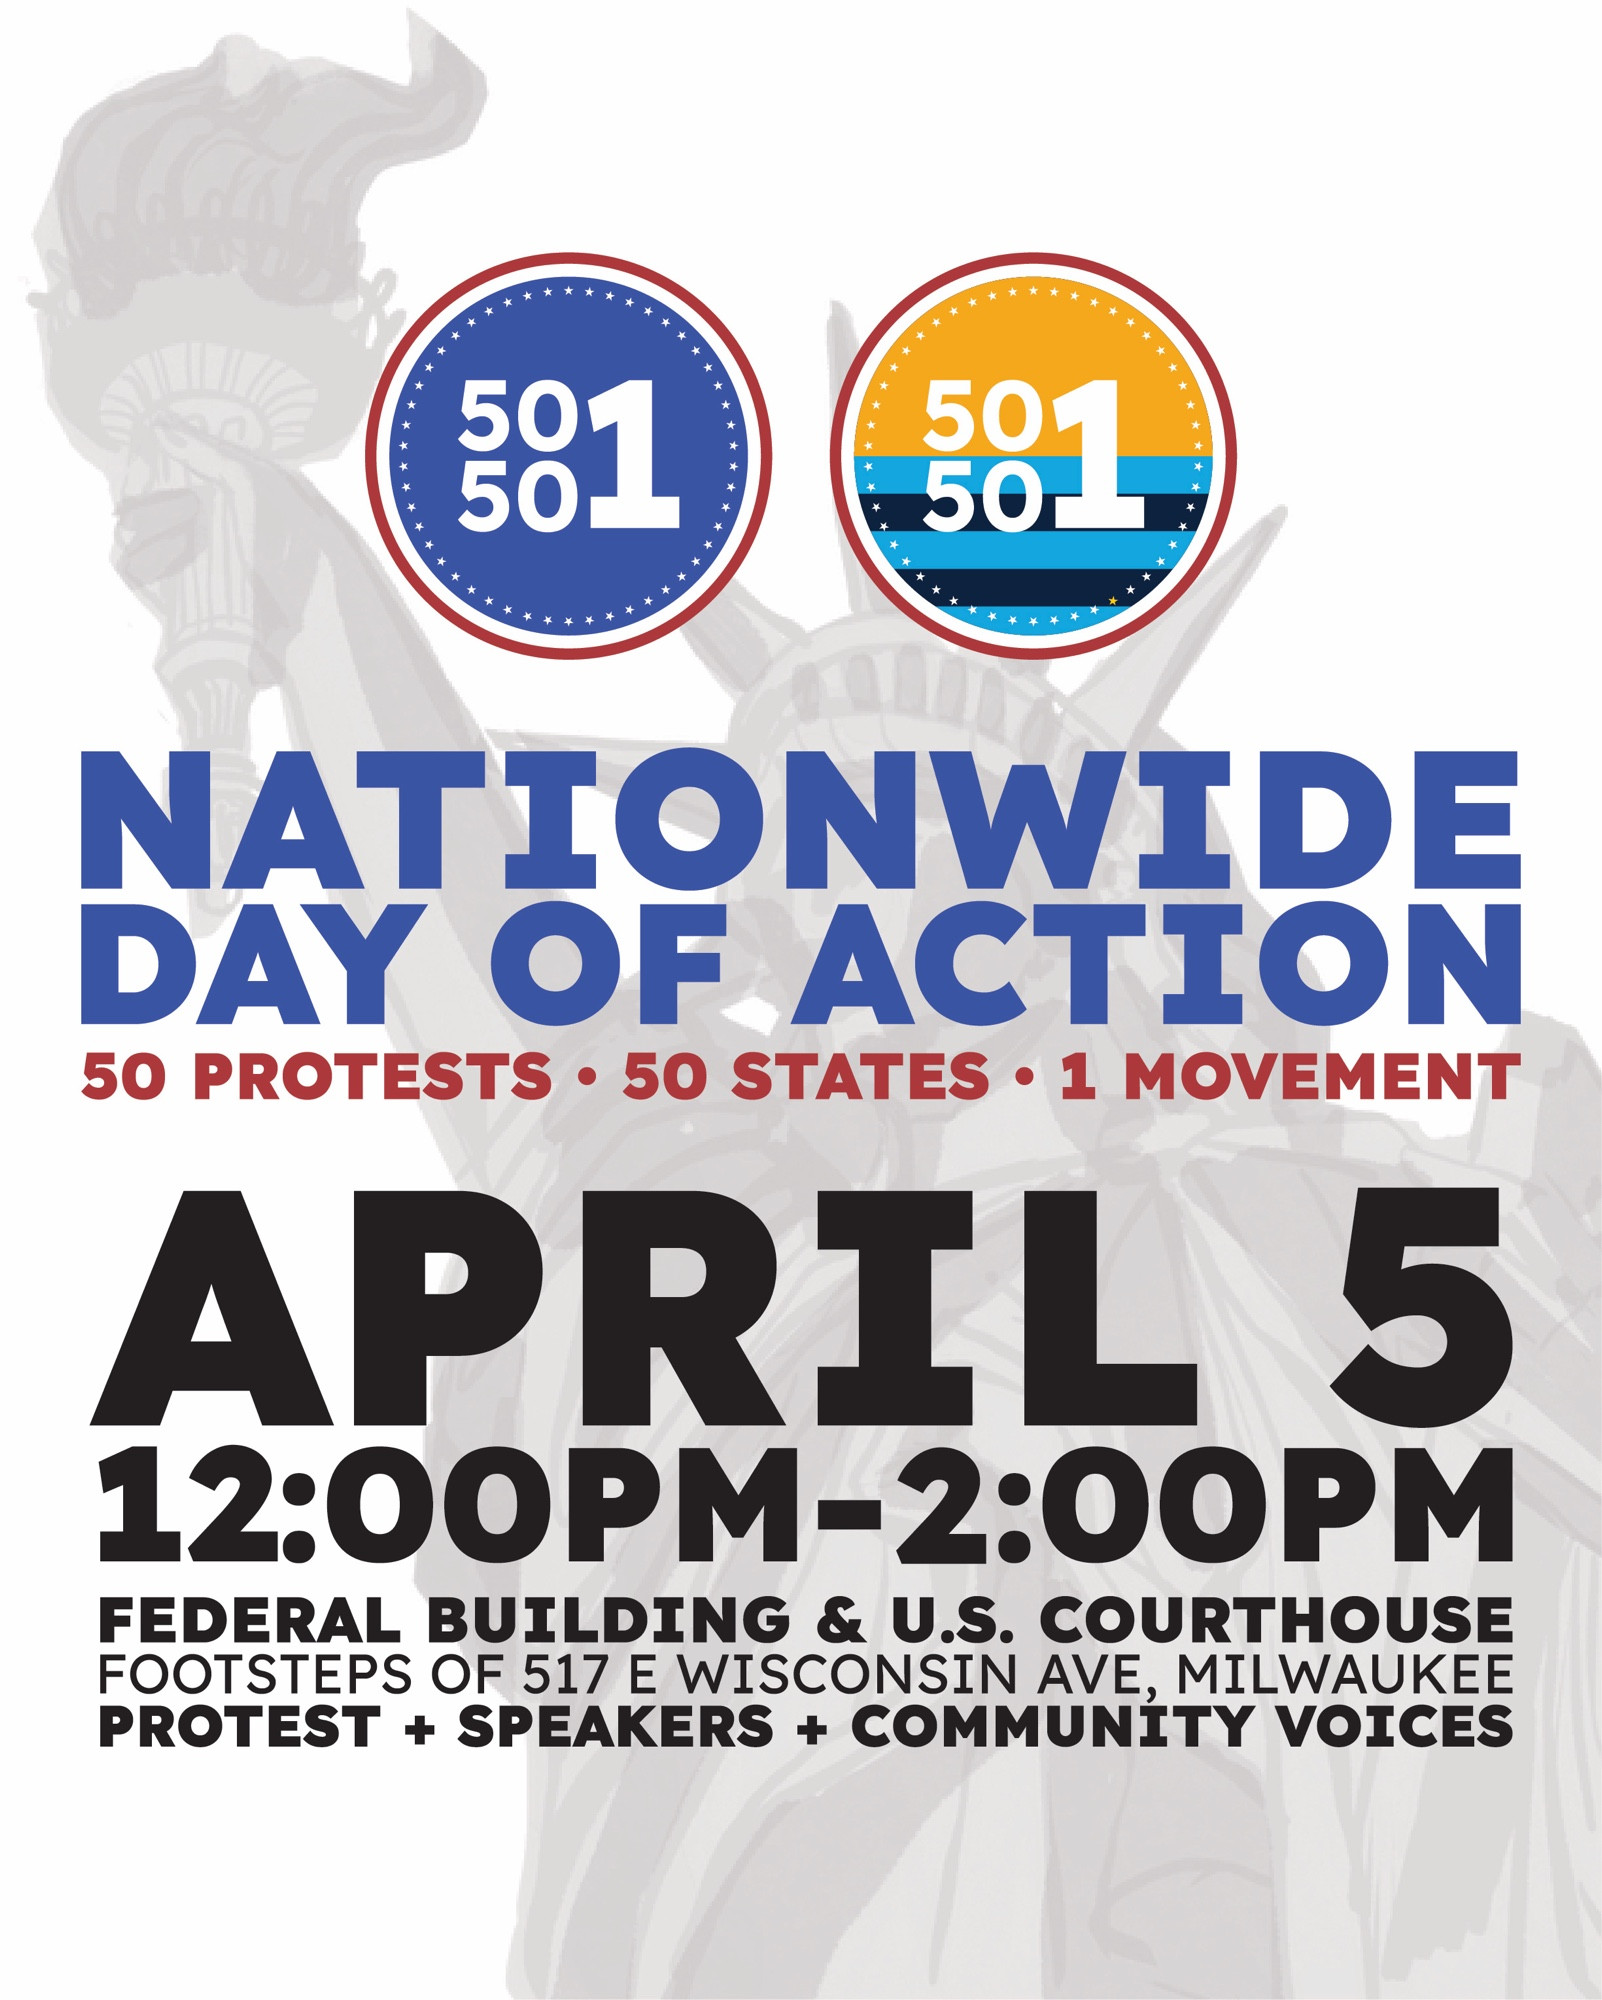 50
50
1
50
50
1
NATIONWIDE
DAY OF ACTION
50 PROTESTS • 50 STATES • 1 MOVEMENT
APRIL 5
12:00PM-2:00PM
FEDERAL BUILDING & U.S. COURTHOUSE
FOOTSTEPS OF 517 E WISCONSIN AVE, MILWAUKEE
PROTEST + SPEAKERS + COMMUNITY VOICES